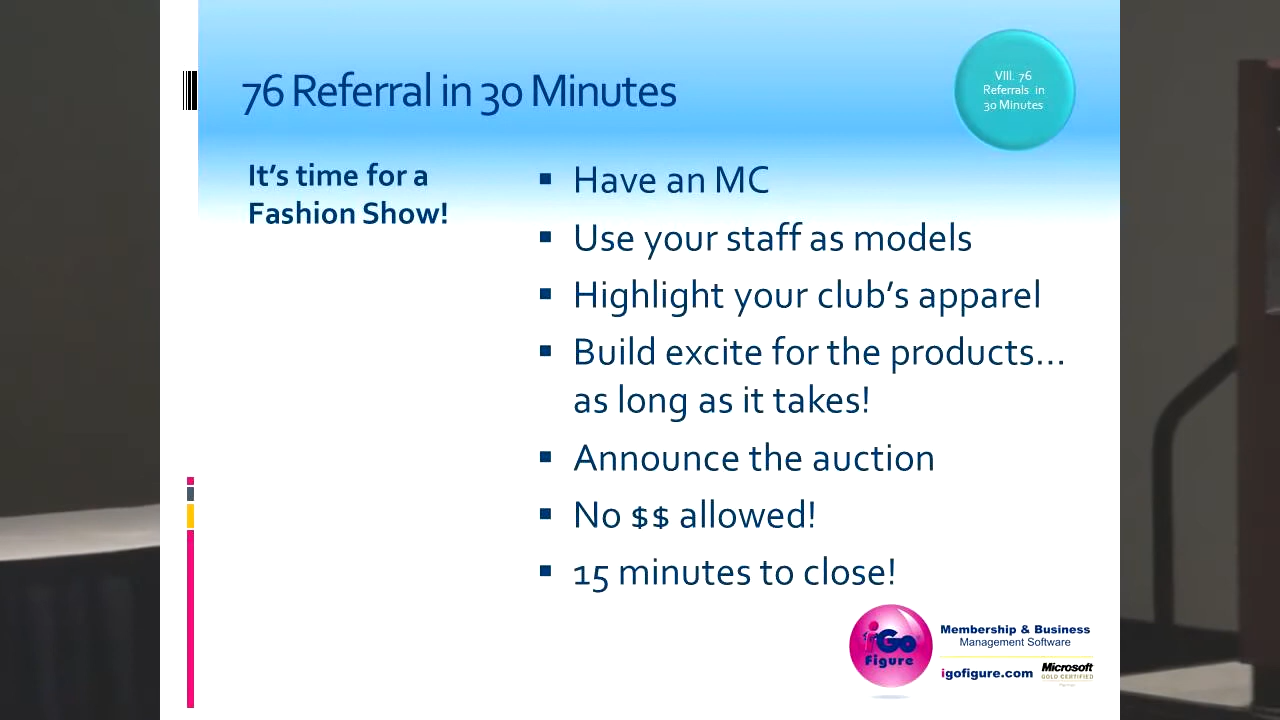 76 Referral in 30 Minutes
VIII. 76
Referrals in
30 Minutes
It's time for a
Fashion Show!
Have an MC
Use your staff as models
Highlight your club's apparel
Build excite for the products...
as long as it takes!
Announce the auction
No $$ allowed!
15 minutes to close!
iGo
Figure
Membership & Business
Management Software
igofigure.com
Microsoft
GOLD CERTIFIED